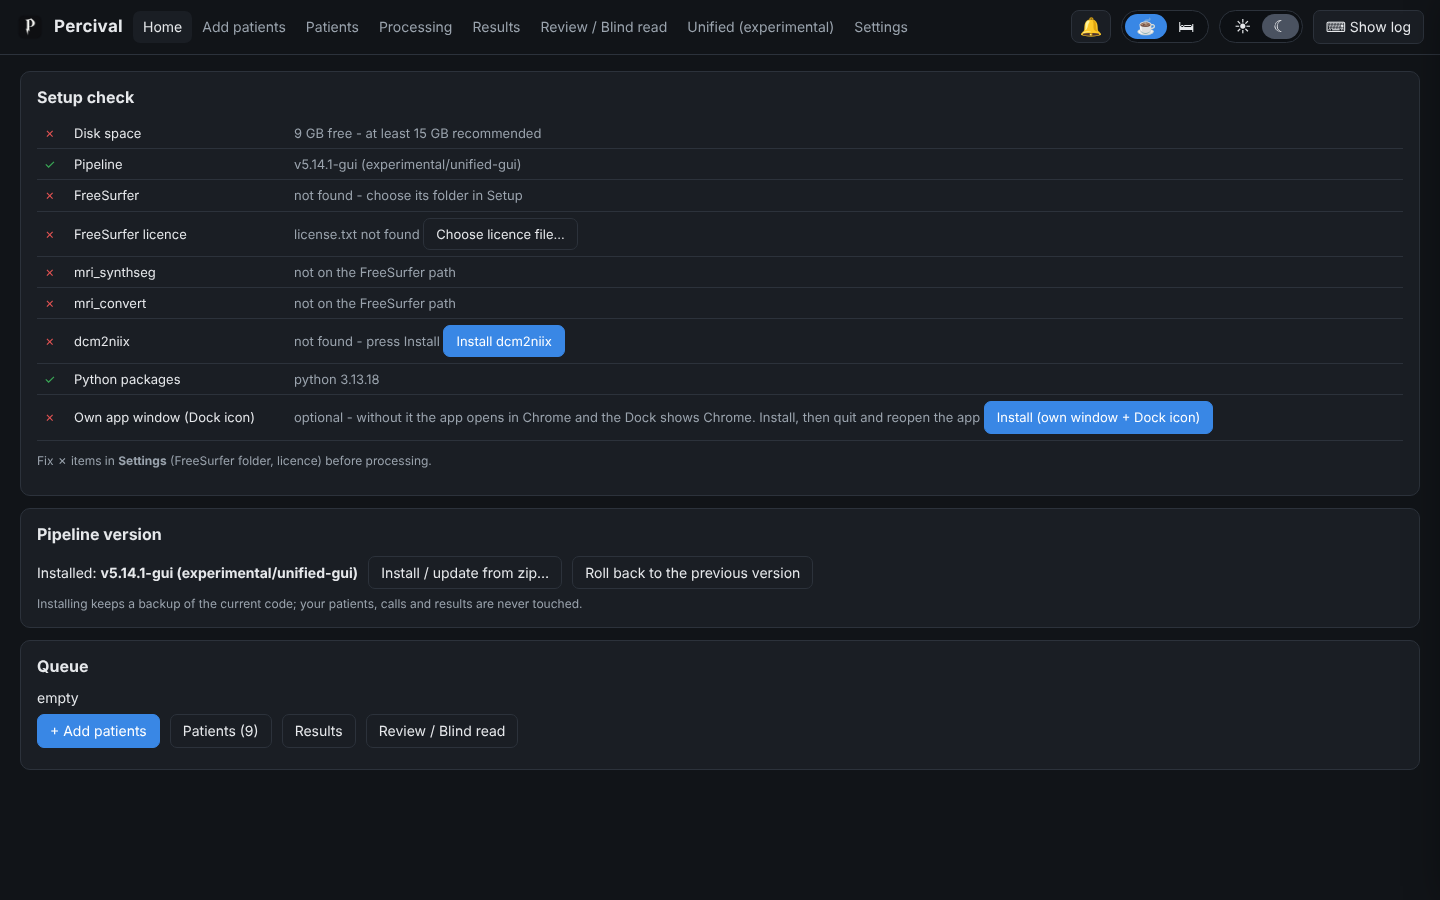 Percival Home Add patients Patients Processing Results Review / Blind read Unified (experimental) Settings Show log
Setup check
× Disk space 9 GB free - at least 15 GB recommended
✓ Pipeline v5.14.1-gui (experimental/unified-gui)
× FreeSurfer not found - choose its folder in Setup
× FreeSurfer licence license.txt not found Choose licence file...
× mri_synthseg not on the FreeSurfer path
× mri_convert not on the FreeSurfer path
× dcm2niix not found - press Install Install dcm2niix
✓ Python packages python 3.13.18
× Own app window (Dock icon) optional - without it the app opens in Chrome and the Dock shows Chrome. Install, then quit and reopen the app Install (own window + Dock icon)
Fix × items in Settings (FreeSurfer folder, licence) before processing.
Pipeline version
Installed: v5.14.1-gui (experimental/unified-gui) Install / update from zip... Roll back to the previous version
Installing keeps a backup of the current code; your patients, calls and results are never touched.
Queue
empty
+ Add patients Patients (9) Results Review / Blind read